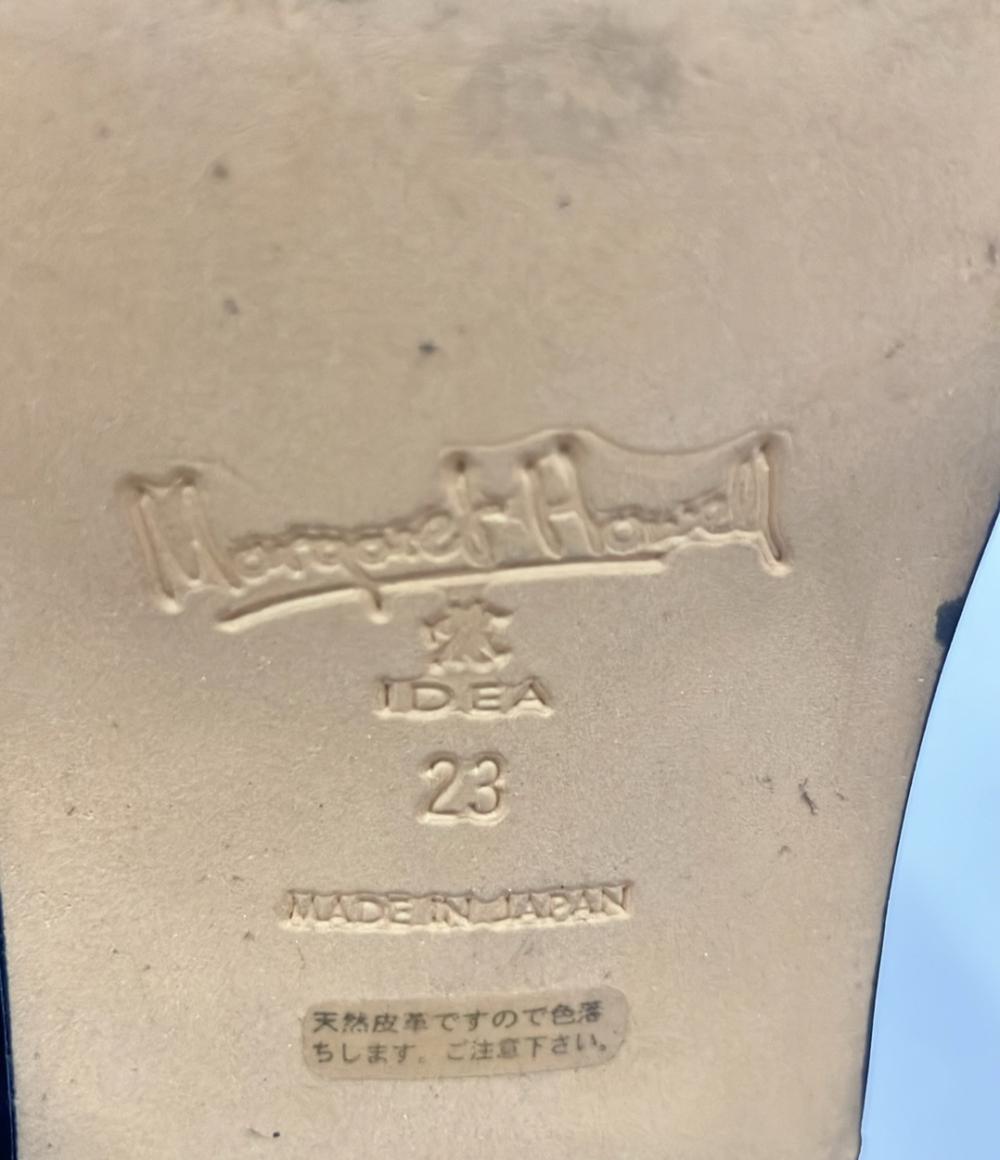 Margaret Howell
IDEA
23
MADE IN JAPAN
天然皮革ですので色落
ちします。ご注意下さい。